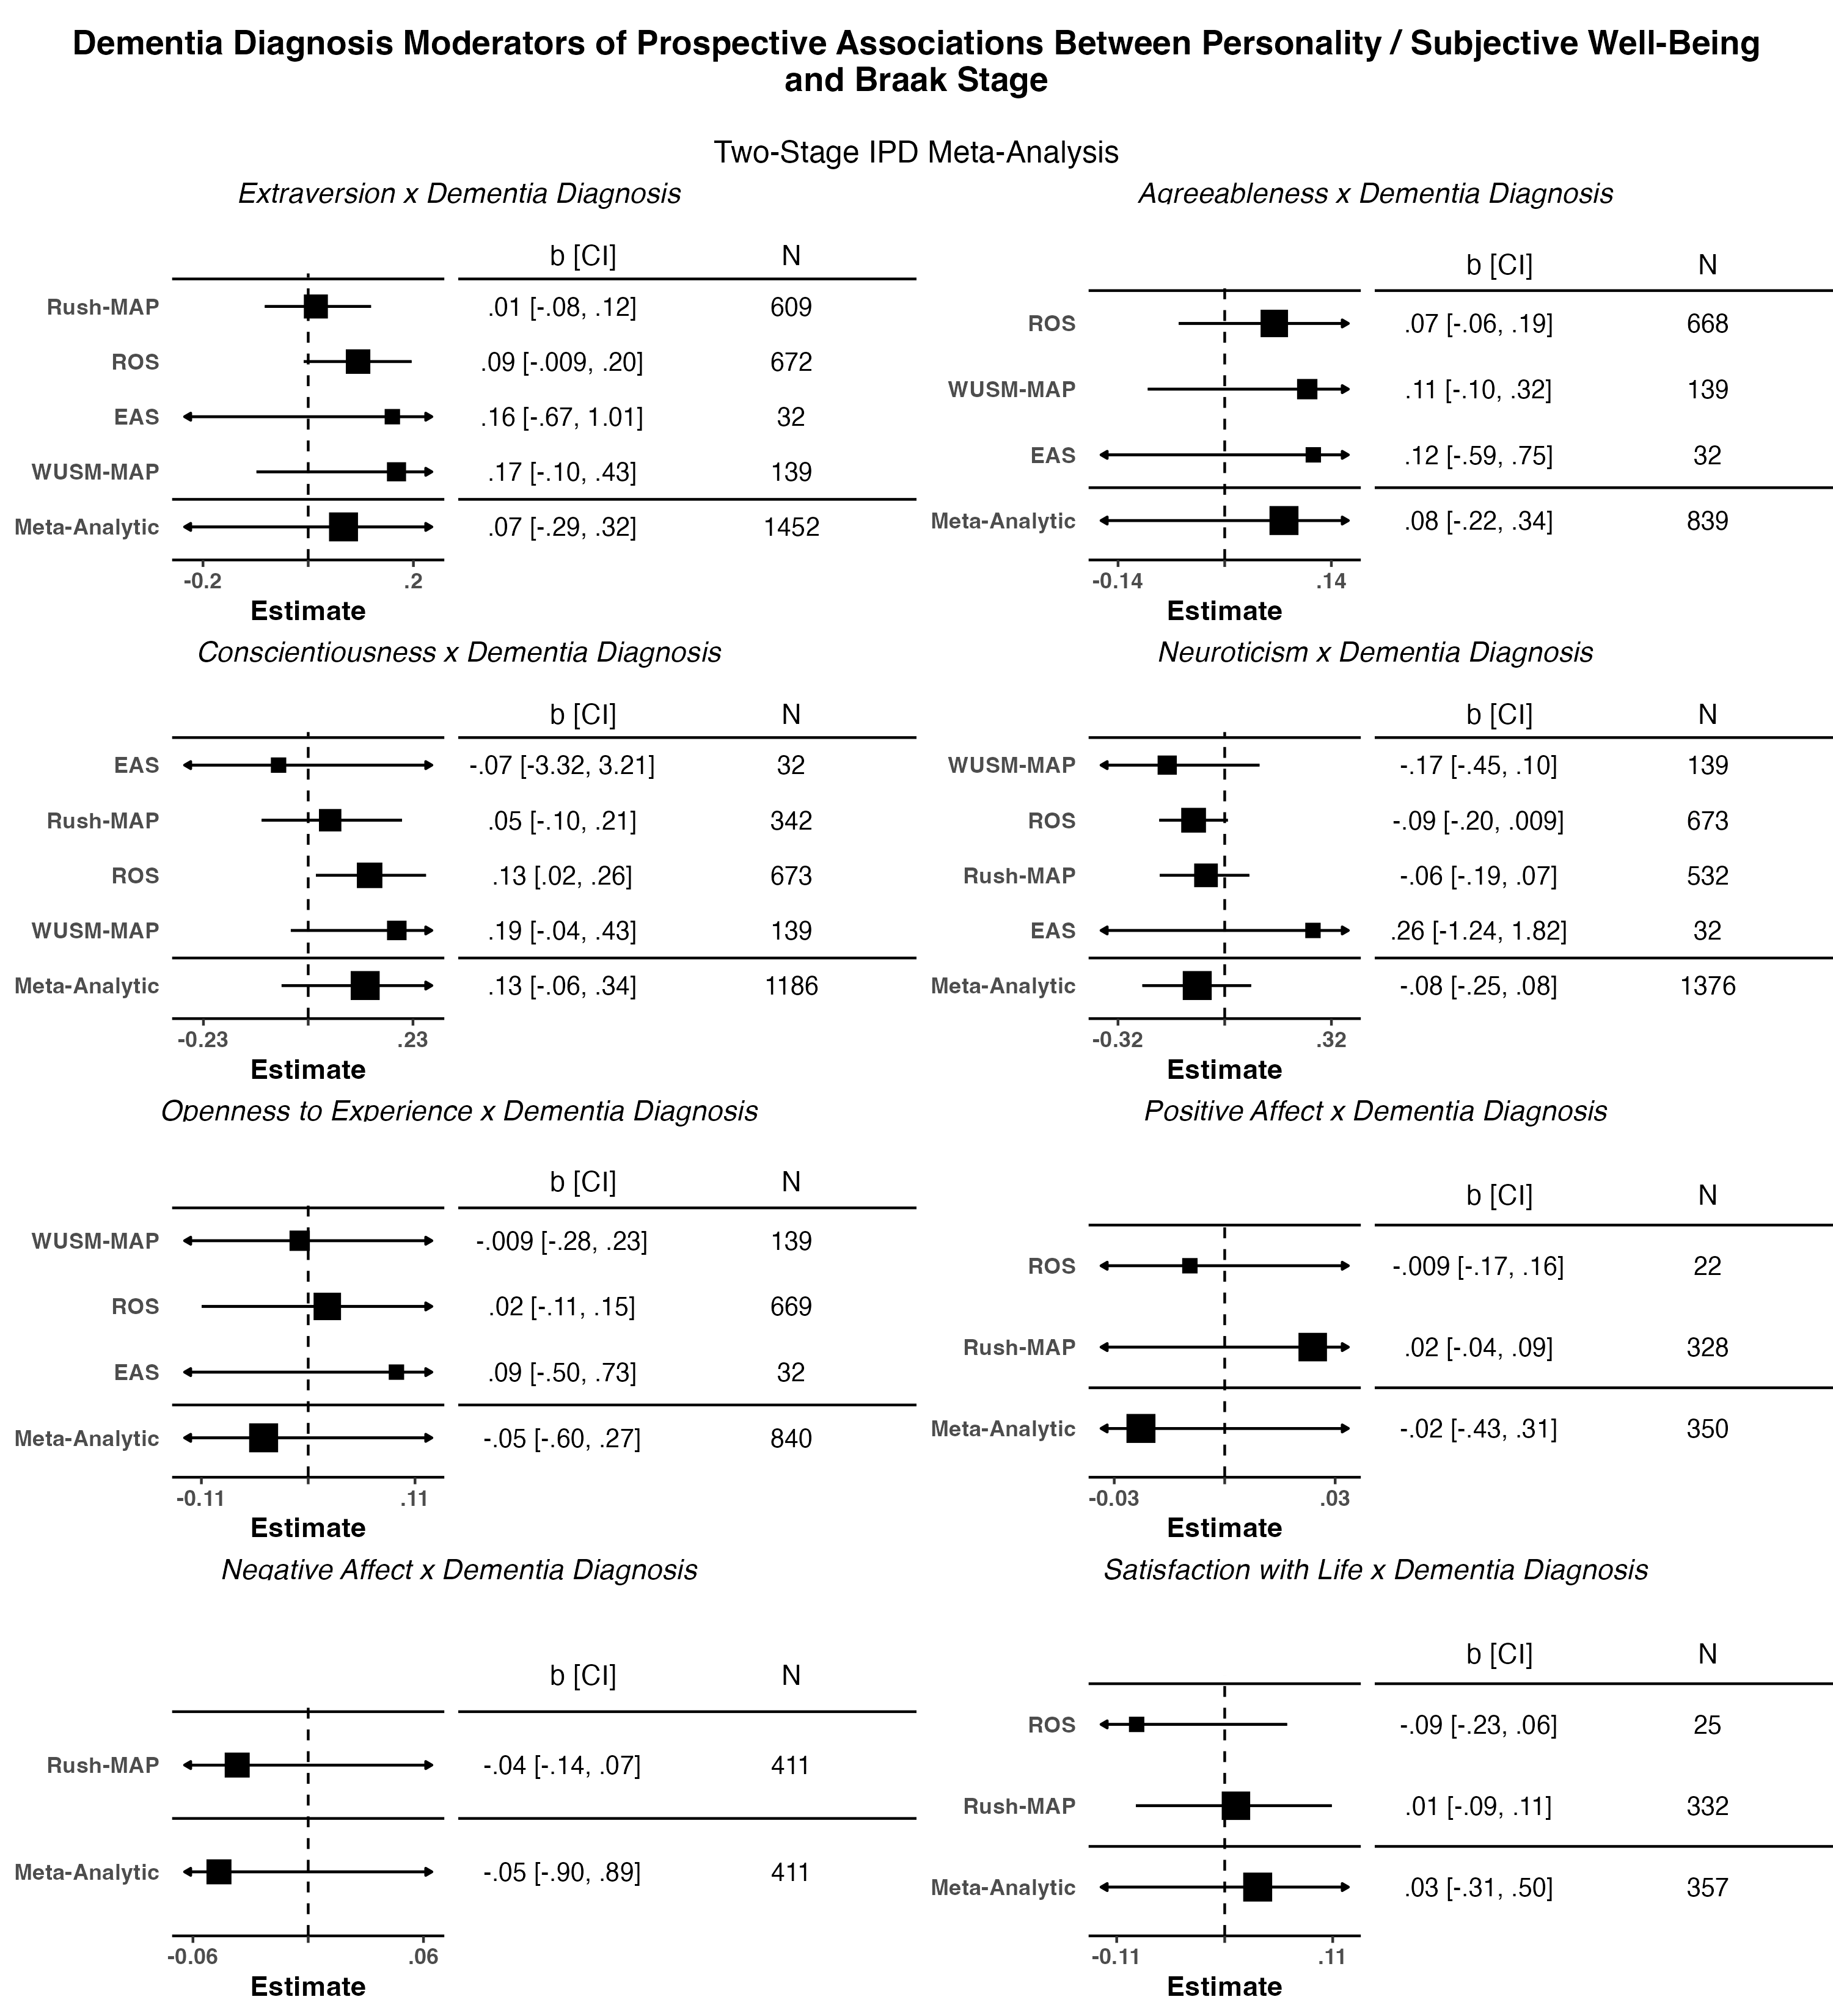 Dementia Diagnosis Moderators of Prospective Associations Between Personality / Subjective Well-Being
and Braak Stage
Two-Stage IPD Meta-Analysis
Extraversion x Dementia Diagnosis
b [CI] N
Rush-MAP .01 [-.08, .12] 609
ROS .09 [-.009, .20] 672
EAS .16 [-.67, 1.01] 32
WUSM-MAP .17 [-.10, .43] 139
Meta-Analytic .07 [-.29, .32] 1452
-0.2 .2
Estimate
Agreeableness x Dementia Diagnosis
b [CI] N
ROS .07 [-.06, .19] 668
WUSM-MAP .11 [-.10, .32] 139
EAS .12 [-.59, .75] 32
Meta-Analytic .08 [-.22, .34] 839
-0.14 .14
Estimate
Conscientiousness x Dementia Diagnosis
b [CI] N
EAS -.07 [-3.32, 3.21] 32
Rush-MAP .05 [-.10, .21] 342
ROS .13 [.02, .26] 673
WUSM-MAP .19 [-.04, .43] 139
Meta-Analytic .13 [-.06, .34] 1186
-0.23 .23
Estimate
Neuroticism x Dementia Diagnosis
b [CI] N
WUSM-MAP -.17 [-.45, .10] 139
ROS -.09 [-.20, .009] 673
Rush-MAP -.06 [-.19, .07] 532
EAS .26 [-1.24, 1.82] 32
Meta-Analytic -.08 [-.25, .08] 1376
-0.32 .32
Estimate
Openness to Experience x Dementia Diagnosis
b [CI] N
WUSM-MAP -.009 [-.28, .23] 139
ROS .02 [-.11, .15] 669
EAS .09 [-.50, .73] 32
Meta-Analytic -.05 [-.60, .27] 840
-0.11 .11
Estimate
Positive Affect x Dementia Diagnosis
b [CI] N
ROS -.009 [-.17, .16] 22
Rush-MAP .02 [-.04, .09] 328
Meta-Analytic -.02 [-.43, .31] 350
-0.03 .03
Estimate
Negative Affect x Dementia Diagnosis
b [CI] N
Rush-MAP -.04 [-.14, .07] 411
Meta-Analytic -.05 [-.90, .89] 411
-0.06 .06
Estimate
Satisfaction with Life x Dementia Diagnosis
b [CI] N
ROS -.09 [-.23, .06] 25
Rush-MAP .01 [-.09, .11] 332
Meta-Analytic .03 [-.31, .50] 357
-0.11 .11
Estimate